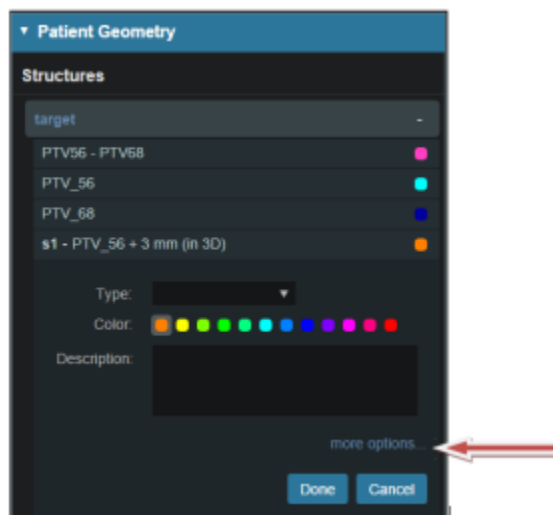 Patient Geometry
Structures
target -
PTV56 - PTV68
PTV_56
PTV_68
s1 - PTV_56 + 3 mm (in 3D)
Type:
Color:
Description:
more options...
Done Cancel